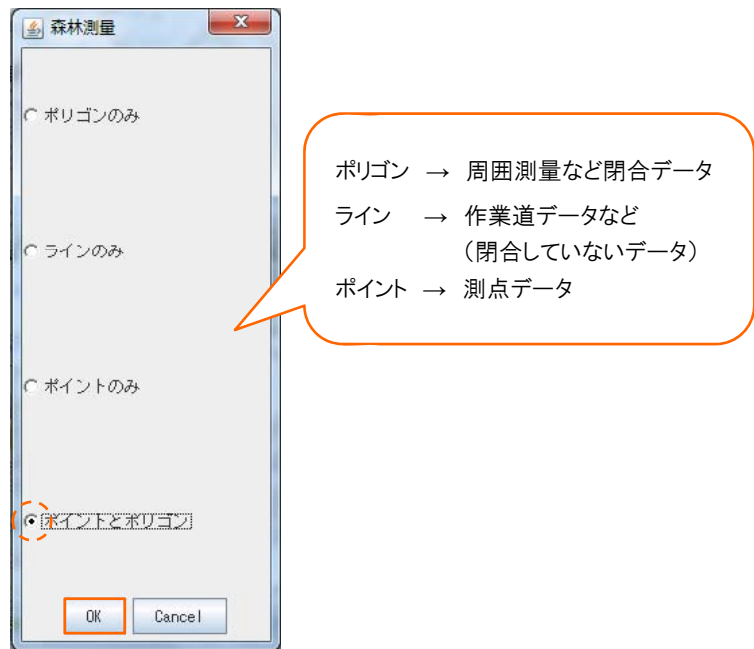 森林測量
ポリゴンのみ
ラインのみ
ポイントのみ
ポイントとポリゴン
OK
Cancel
ポリゴン → 周囲測量など閉合データ
ライン → 作業道データなど
（閉合していないデータ）
ポイント → 測点データ